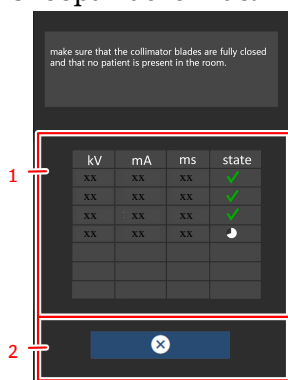 make sure that the collimator blades are fully closed
and that no patient is present in the room.
1
kV mA ms state
xx xx xx
xx xx xx
xx xx xx
xx xx xx
2